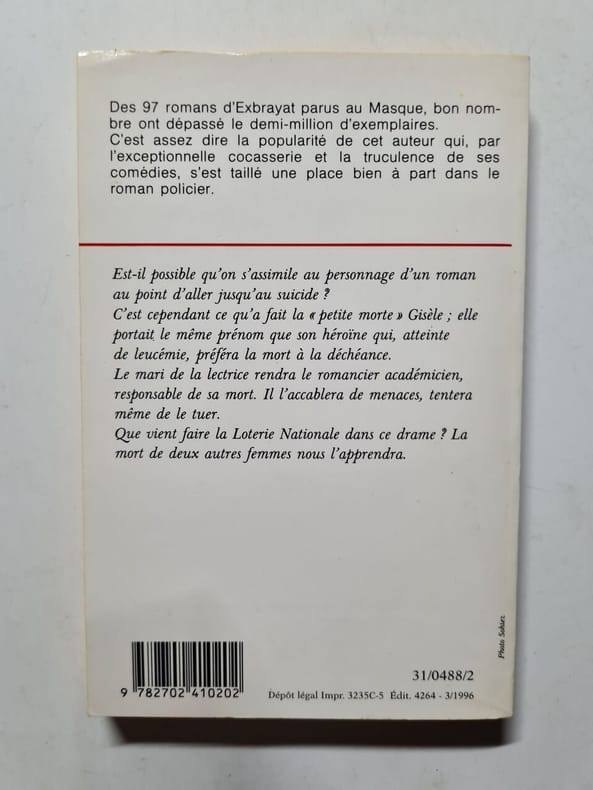 Des 97 romans d'Exbrayat parus au Masque, bon nom-
bre ont dépassé le demi-million d'exemplaires.
C'est assez dire la popularité de cet auteur qui, par
l'exceptionnelle cocasserie et la truculence de ses
comédies, s'est taillé une place bien à part dans le
roman policier.
Est-il possible qu'on s'assimile au personnage d'un roman
au point d'aller jusqu'au suicide ?
C'est cependant ce qu'a fait la « petite morte » Gisèle ; elle
portait le même prénom que son héroïne qui, atteinte
de leucémie, préféra la mort à la déchéance.
Le mari de la lectrice rendra le romancier académicien,
responsable de sa mort. Il l'accablera de menaces, tentera
même de le tuer.
Que vient faire la Loterie Nationale dans ce drame ? La
mort de deux autres femmes nous l'apprendra.
Photo Sohier
31/0488/2
9 782702 410202
Dépôt légal Impr. 3235C-5 Édit. 4264 - 3/1996